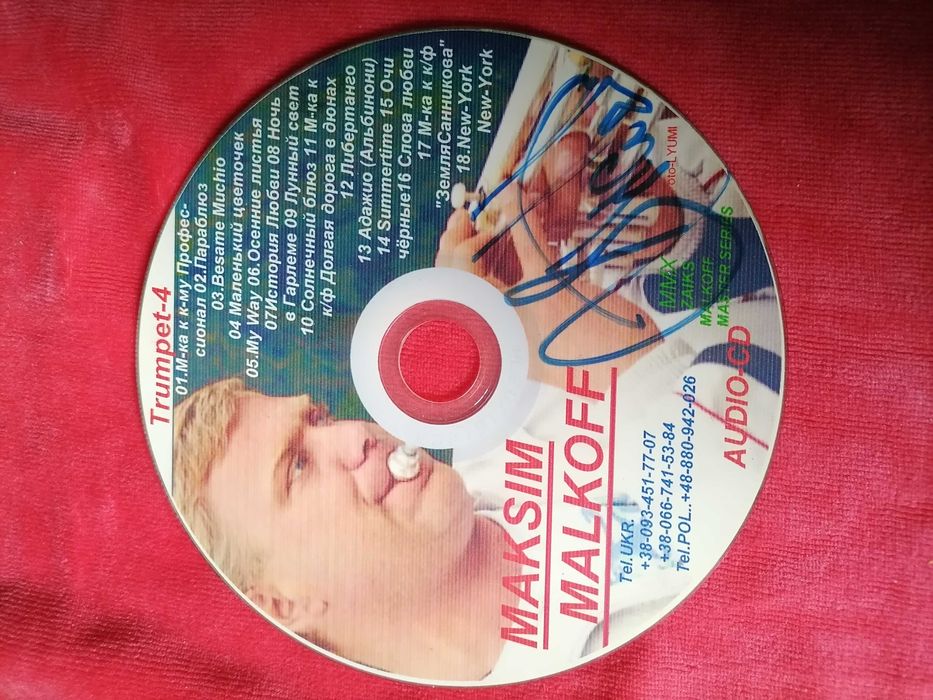 Trumpet-4
01.М-ка к к-му Профес-
сионал 02.Параблюз
03.Besame Muchio
04 Маленький цветочек
05.My Way 06.Осенние листья
07История Любви 08 Ночь
в Гарлеме 09 Лунный свет
10 Солнечный блюз 11 М-ка к
к/ф Долгая дорога в дюнах
12 Либертанго
13 Адажио (Альбинони)
14 Summertime 15 Очи
чёрные16 Слова любви
17 М-ка к к/ф
"ЗемляСанникова"
18.New-York
New-York
MAKSIM
MALKOFF
Tel.UKR.
+38-093-451-77-07
+38-066-741-53-84
Tel.POL..+48-880-942-026
AUDIO-CD
MMX
ZAIKS
MALKOFF
MASTER SERIES
oto-LYUMI